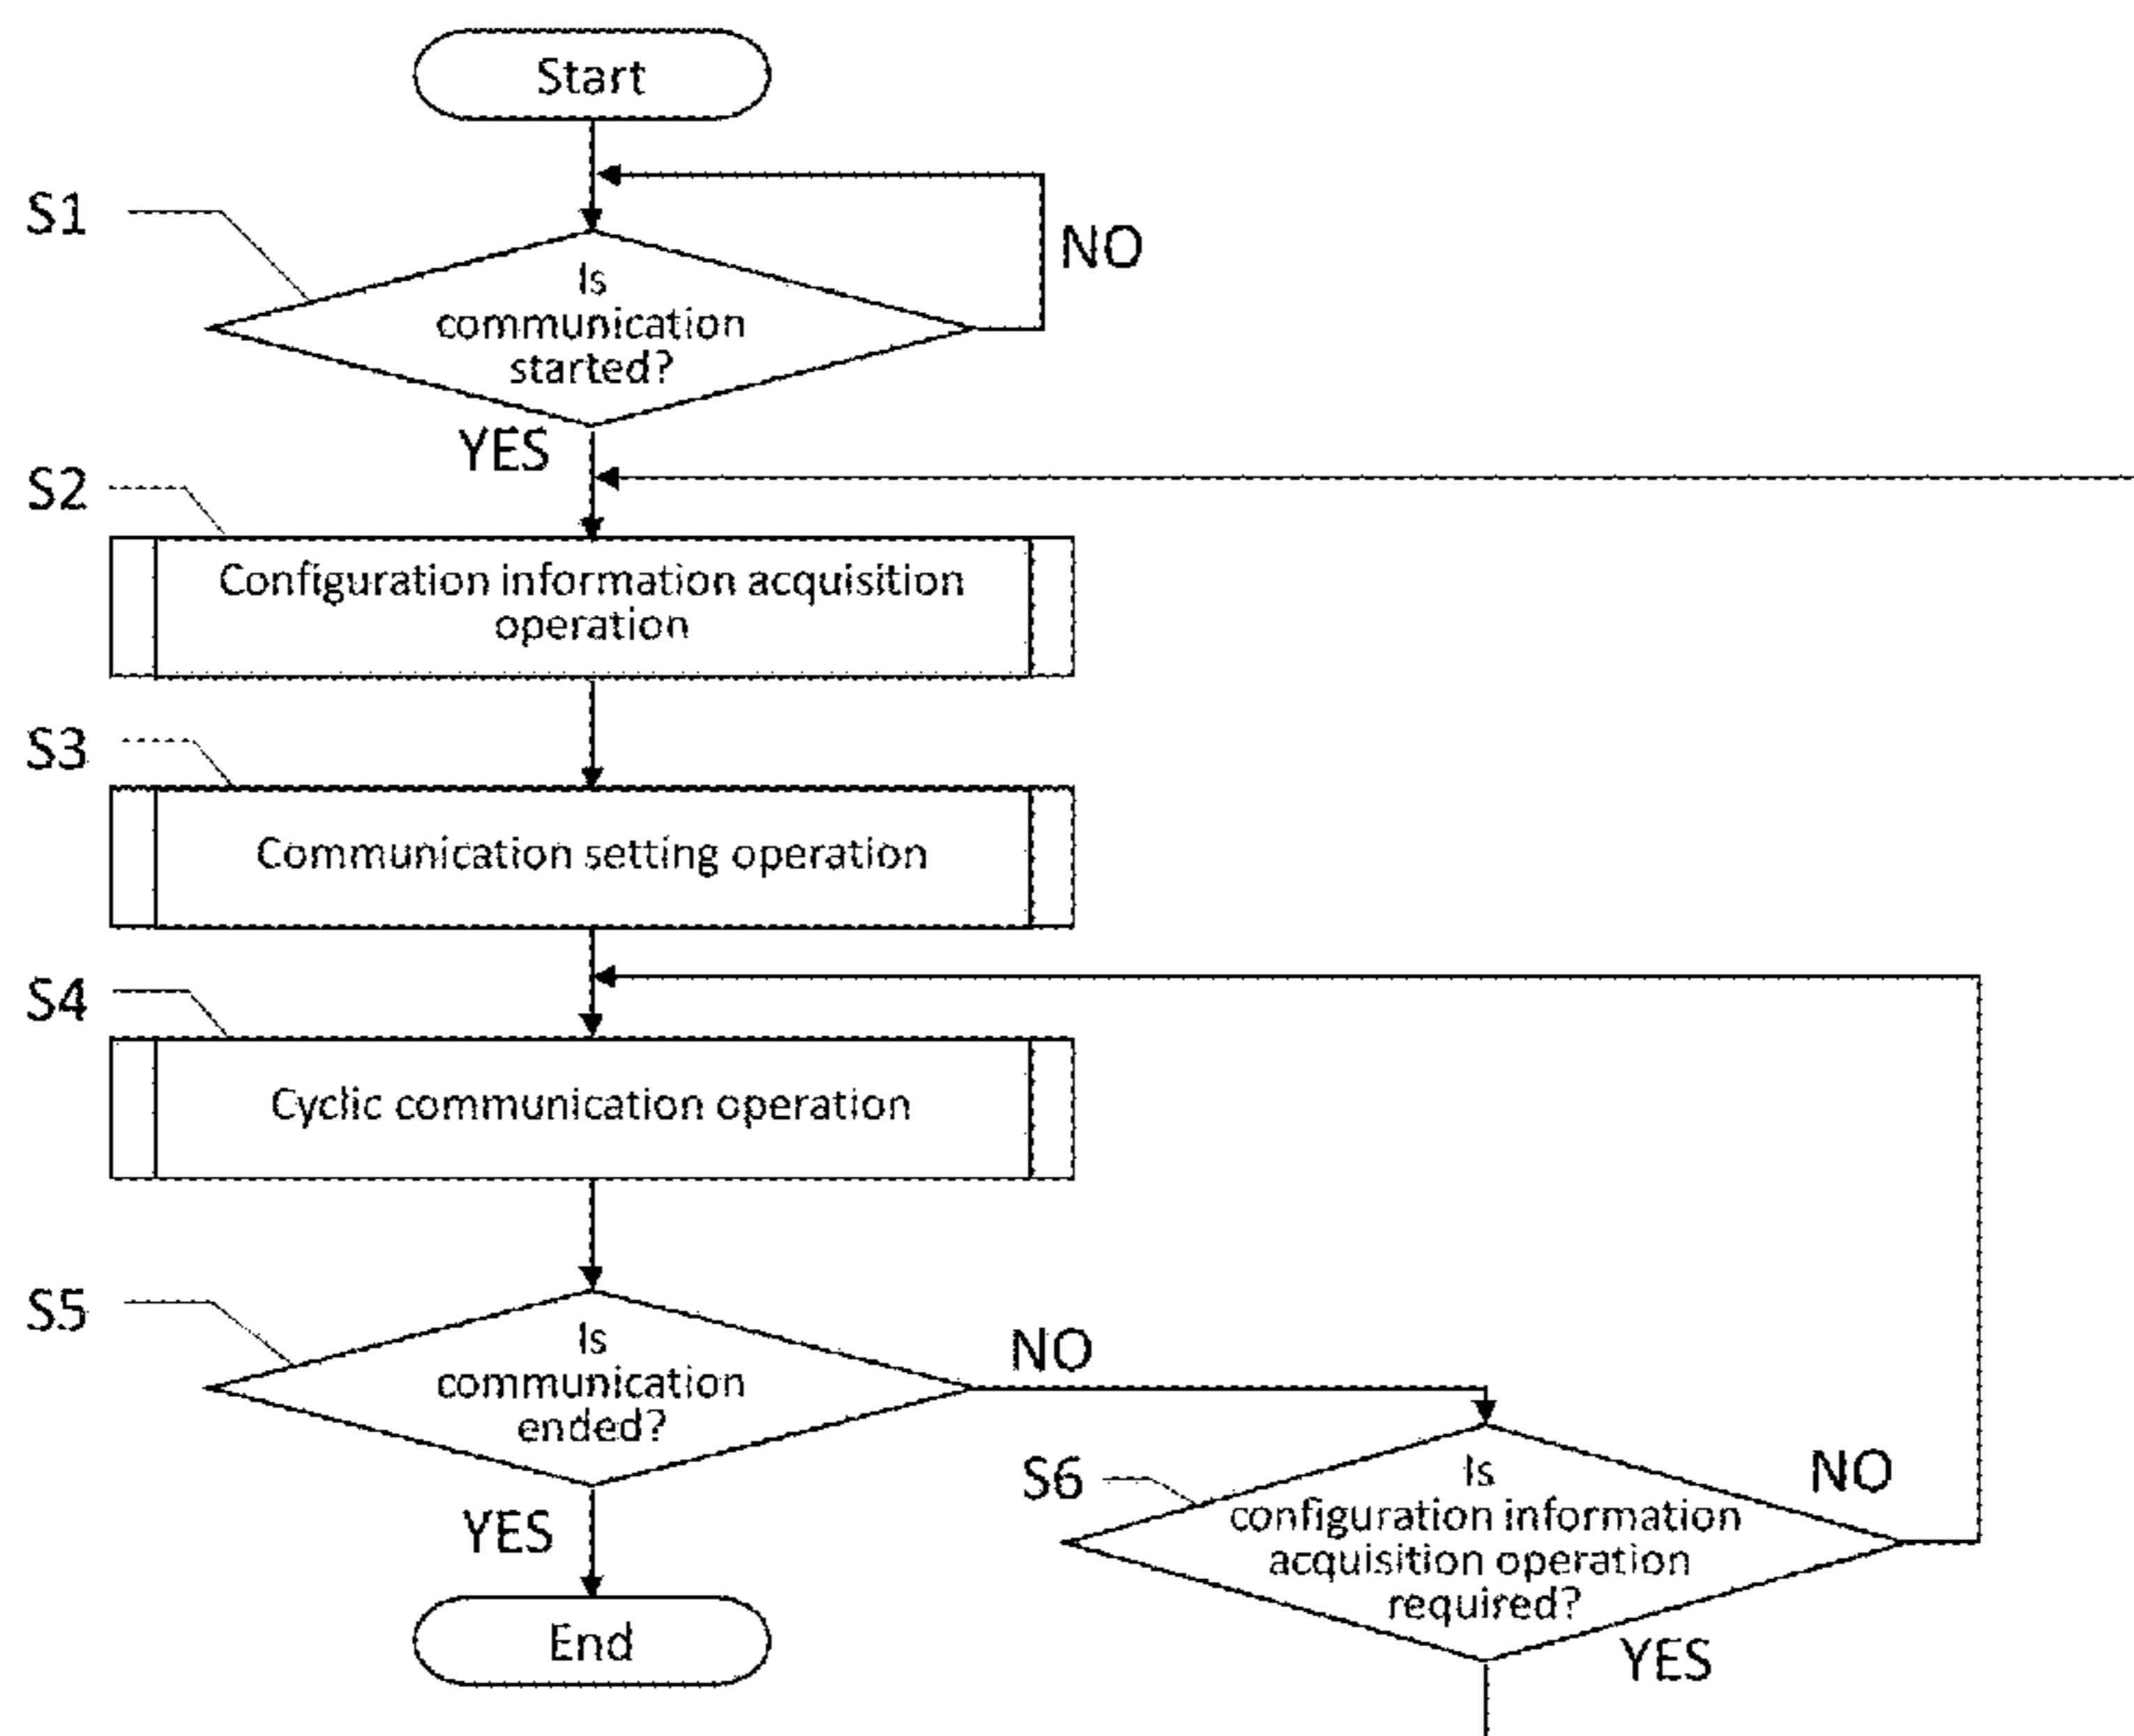 Start
S1
NO
Is
communication
started?
YES
S2
Configuration information acquisition
operation
S3
Communication setting operation
S4
Cyclic communication operation
S5
Is
communication
ended?
NO
S6
Is
configuration information
acquisition operation
required?
NO
YES
YES
End